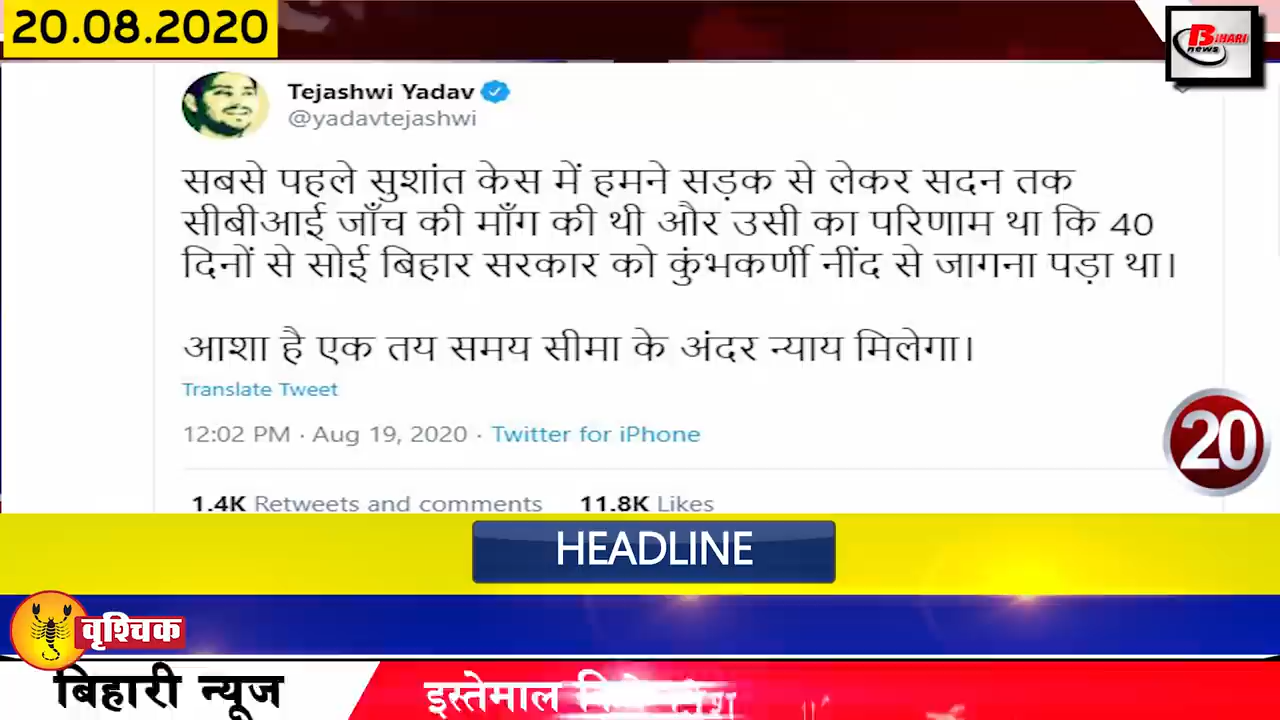 20.08.2020
BIHARI
news
Tejashwi Yadav
@yadavtejashwi
सबसे पहले सुशांत केस में हमने सड़क से लेकर सदन तक
सीबीआई जाँच की माँग की थी और उसी का परिणाम था कि 40
दिनों से सोई बिहार सरकार को कुंभकर्णी नींद से जागना पड़ा था।
आशा है एक तय समय सीमा के अंदर न्याय मिलेगा।
Translate Tweet
12:02 PM · Aug 19, 2020 · Twitter for iPhone
1.4K Retweets and comments 11.8K Likes
20
HEADLINE
वृश्चिक
बिहारी न्यूज
इस्तेमाल